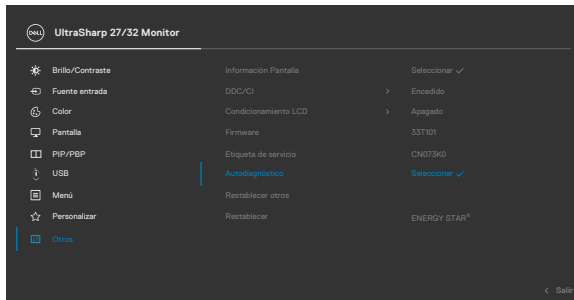 DELL UltraSharp 27/32 Monitor
Brillo/Contraste Información Pantalla Seleccionar ✓
Fuente entrada DDC/CI > Encedido
Color Condicionamiento LCD > Apagado
Pantalla Firmware 33T101
PIP/PBP Etiqueta de servicio CN073K0
USB Autodiagnóstico Seleccionar ✓
Menú Restablecer otros
Personalizar Restablecer ENERGY STAR®
Otros
< Salir